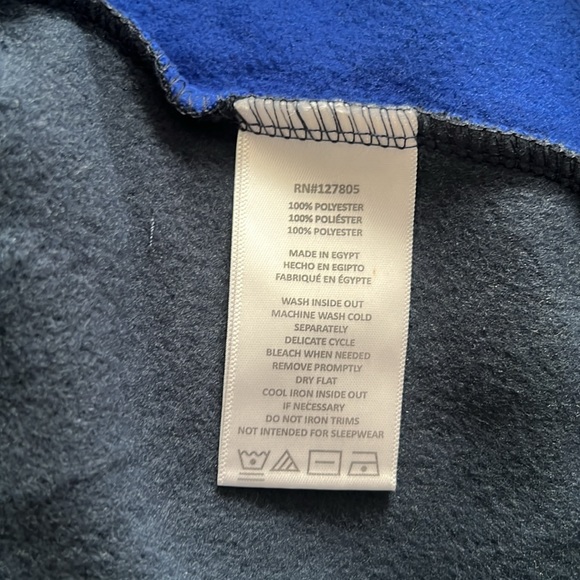 RN#127805
100% POLYESTER
100% POLIÉSTER
100% POLYESTER
MADE IN EGYPT
HECHO EN EGIPTO
FABRIQUÉ EN ÉGYPTE
WASH INSIDE OUT
MACHINE WASH COLD
SEPARATELY
DELICATE CYCLE
BLEACH WHEN NEEDED
REMOVE PROMPTLY
DRY FLAT
COOL IRON INSIDE OUT
IF NECESSARY
DO NOT IRON TRIMS
NOT INTENDED FOR SLEEPWEAR